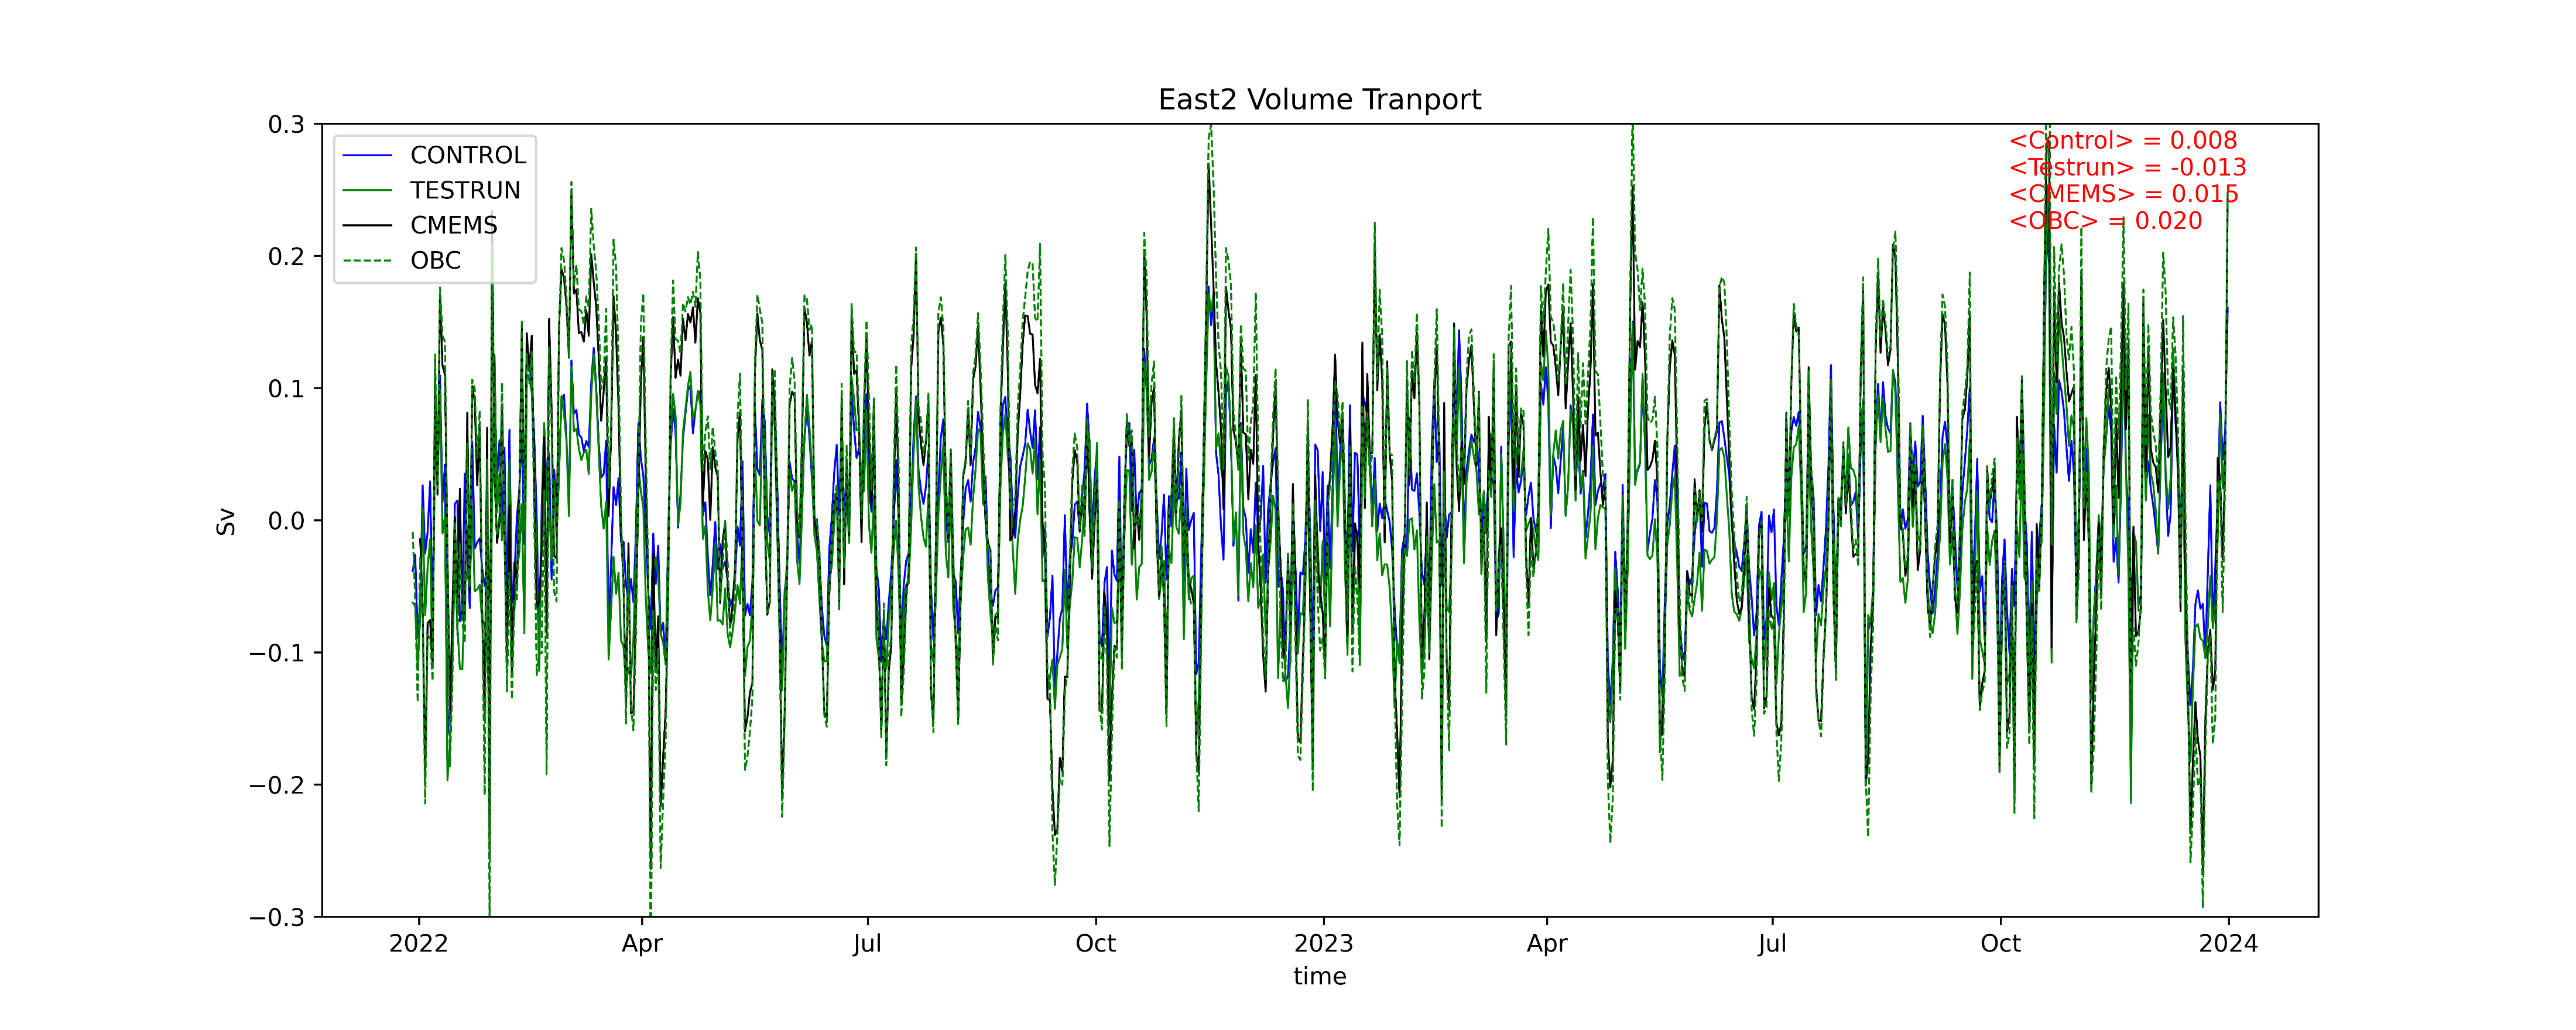 East2 Volume Tranport
0.3
0.2
0.1
0.0
−0.1
−0.2
−0.3
Sv
CONTROL
TESTRUN
CMEMS
OBC
<Control> = 0.008
<Testrun> = -0.013
<CMEMS> = 0.015
<OBC> = 0.020
2022 Apr Jul Oct 2023 Apr Jul Oct 2024
time